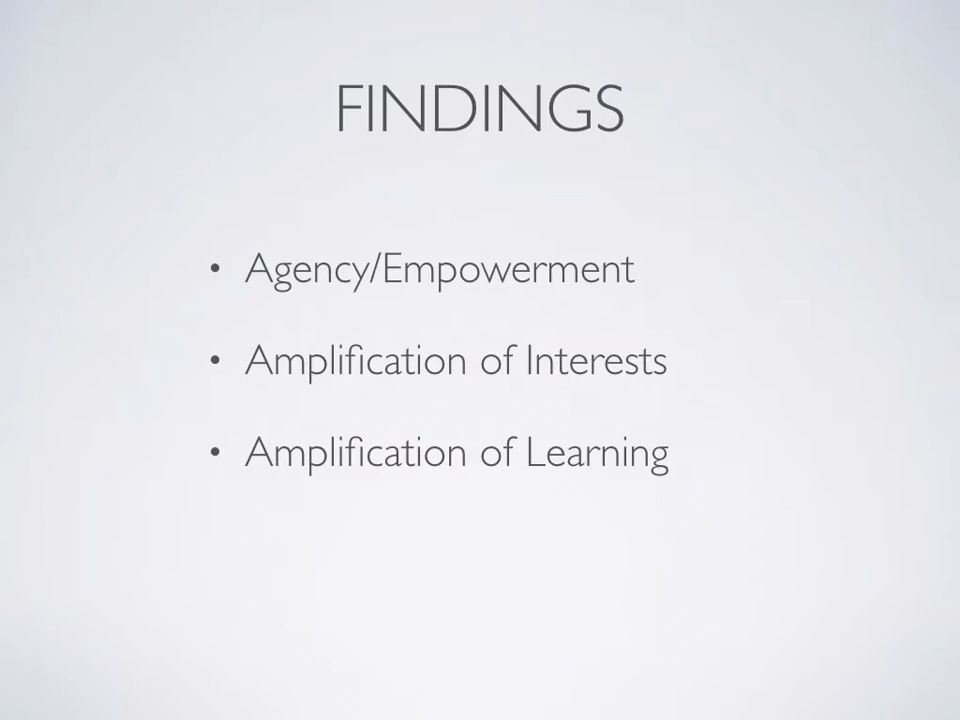 FINDINGS
• Agency/Empowerment
• Amplification of Interests
• Amplification of Learning